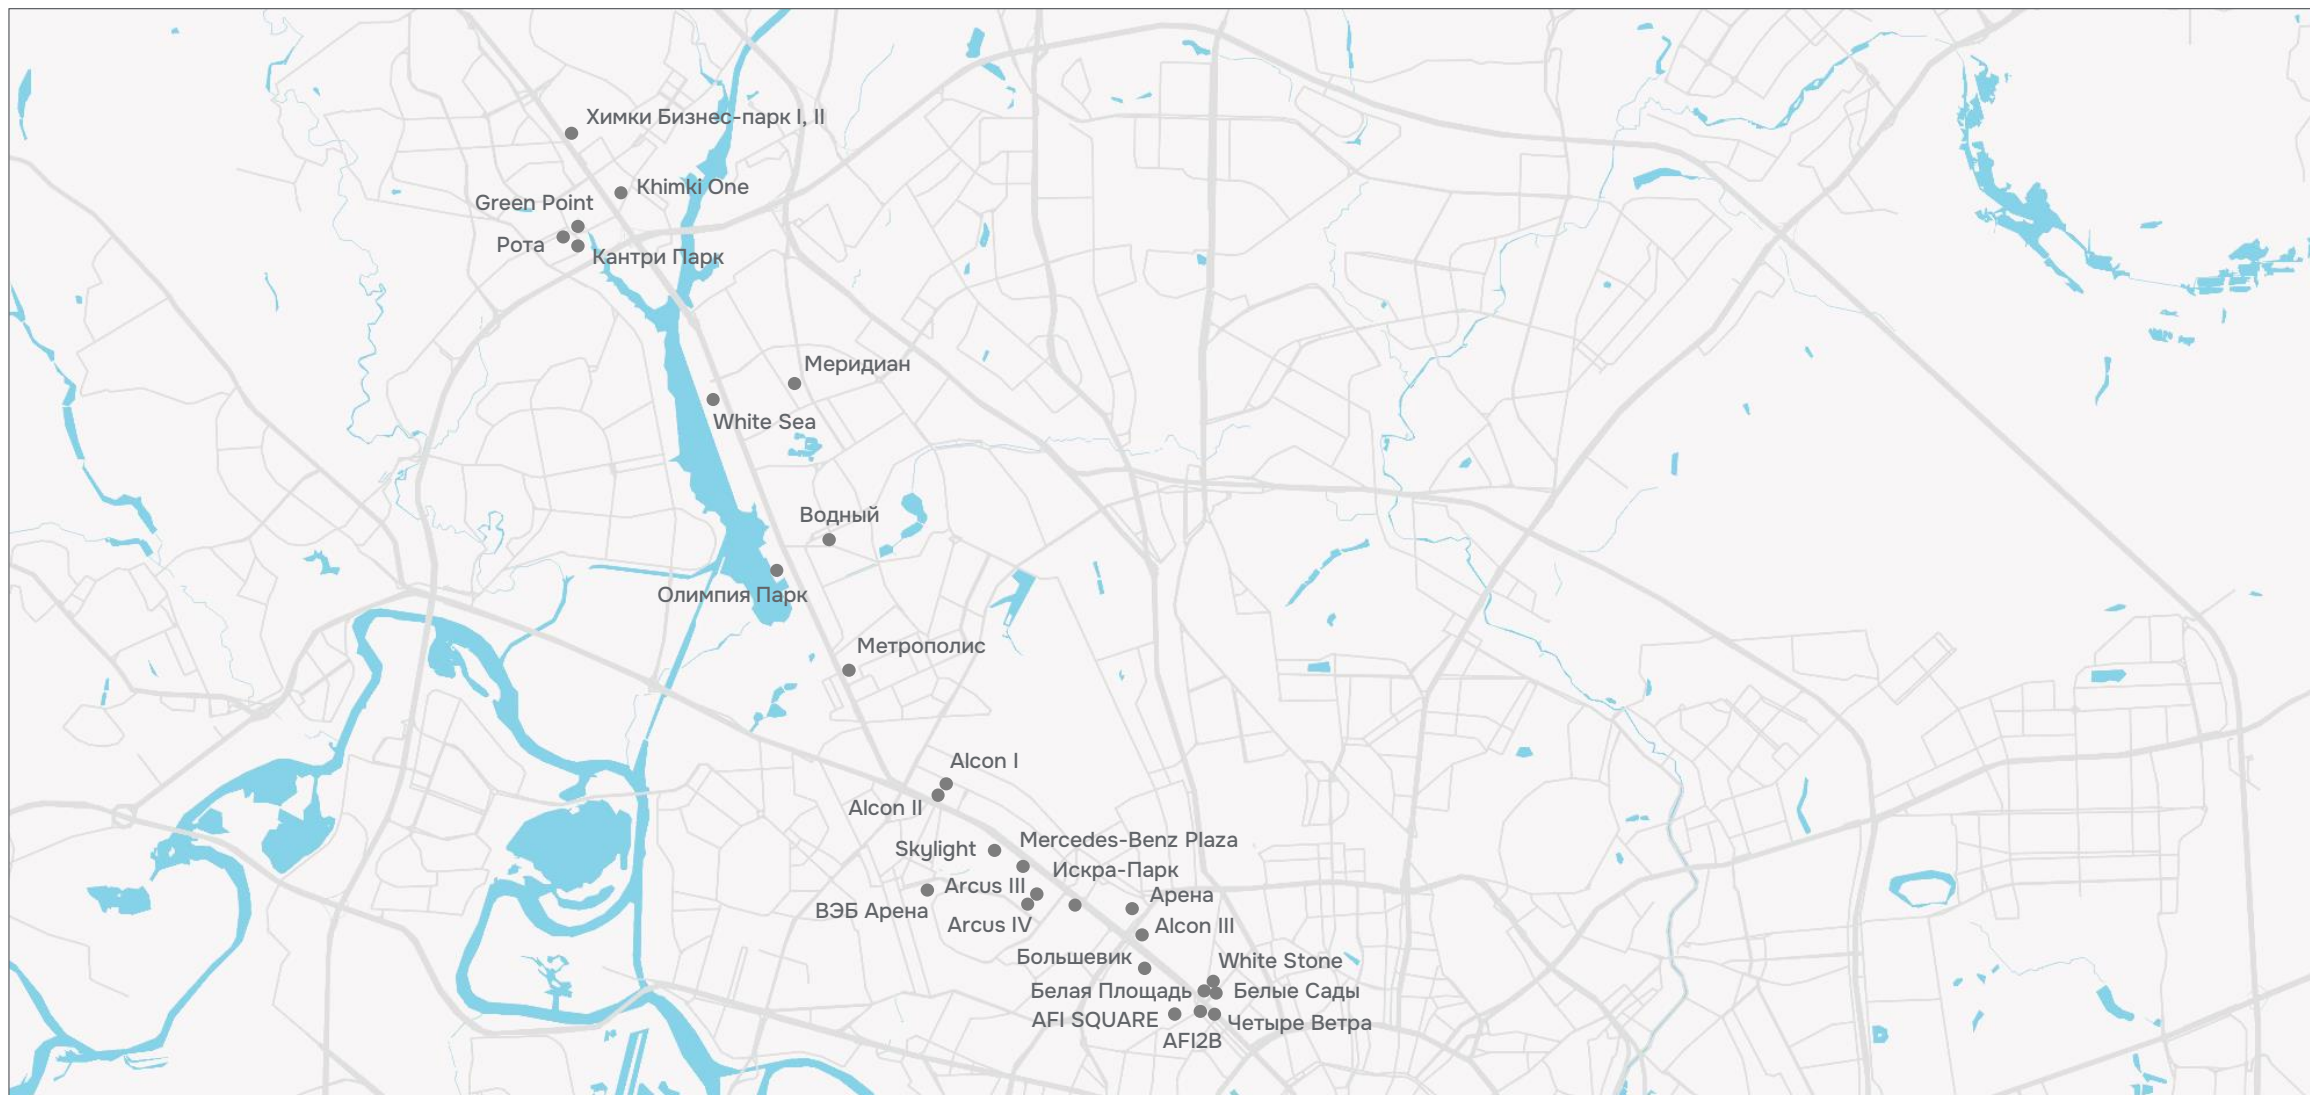 Химки Бизнес-парк I, II
Khimki One
Green Point
Рота
Кантри Парк
Меридиан
White Sea
Водный
Олимпия Парк
Метрополис
Alcon I
Alcon II
Mercedes-Benz Plaza
Skylight
Искра-Парк
Arcus III
Арена
ВЭБ Арена
Arcus IV
Alcon III
Большевик
White Stone
Белая Площадь
Белые Сады
AFI SQUARE
Четыре Ветра
AFI2B